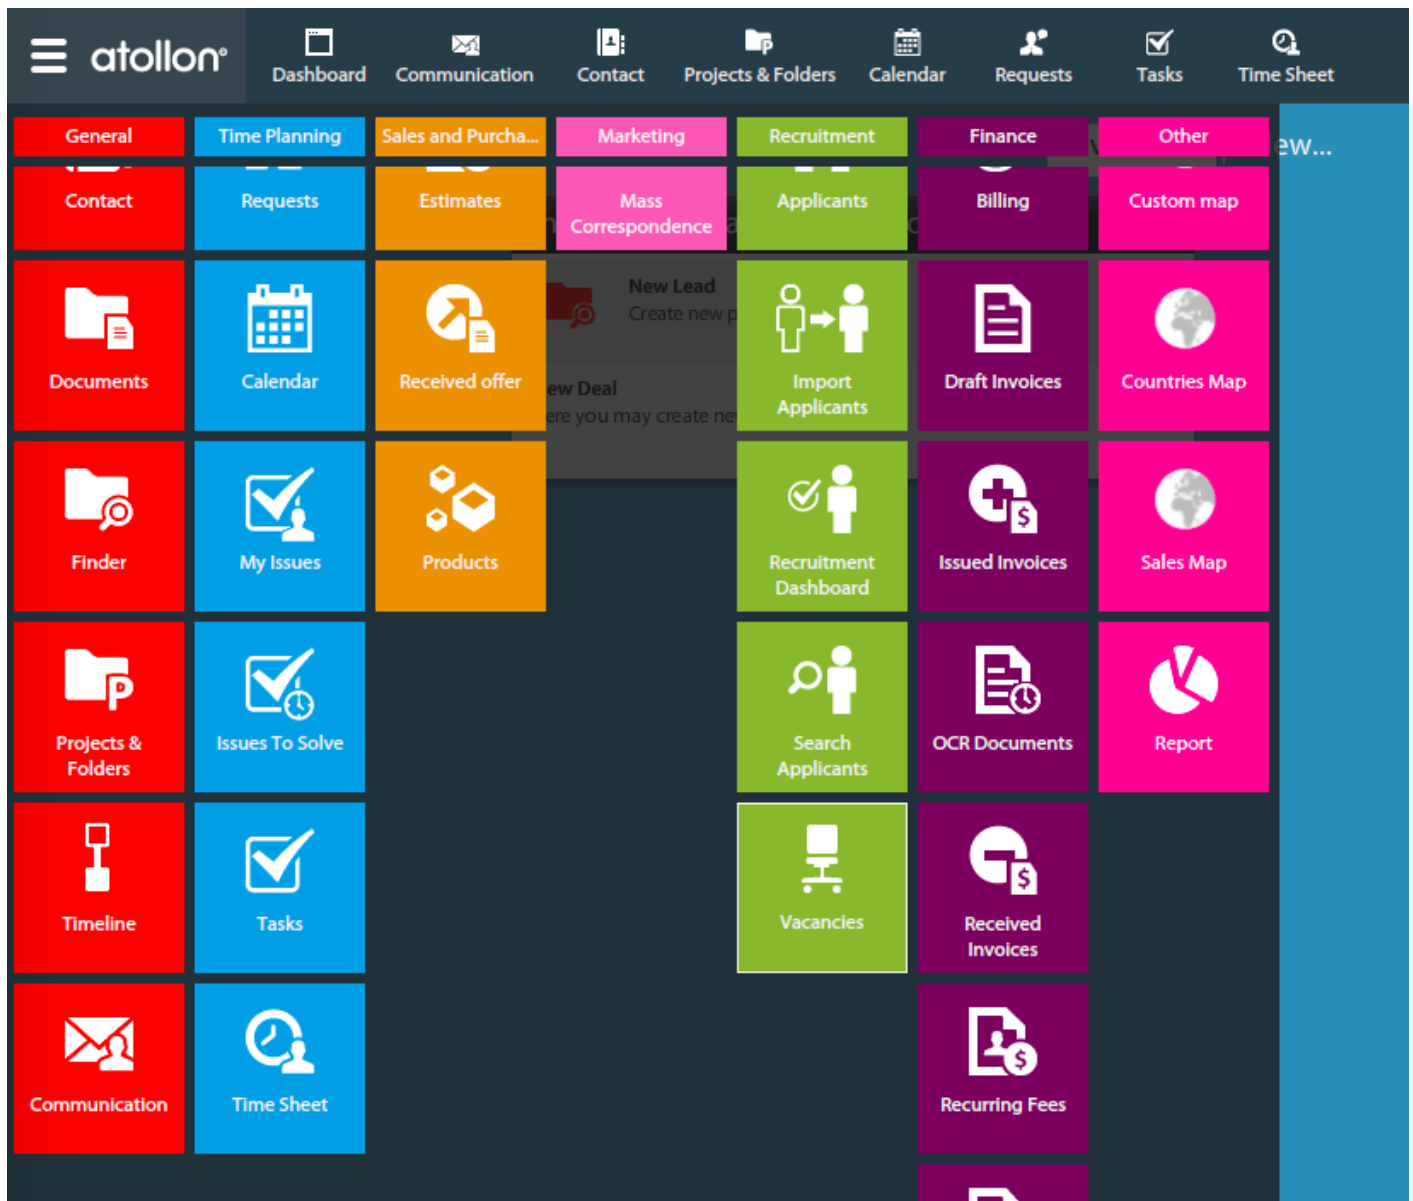 atollon
Dashboard
Communication
Contact
Projects & Folders
Calendar
Requests
Tasks
Time Sheet
General
Time Planning
Sales and Purcha...
Marketing
Recruitment
Finance
Other
ew...
Contact
Requests
Estimates
Mass
Correspondence
Applicants
Billing
Custom map
New Lead
Create new p
Documents
Calendar
Received offer
ew Deal
ere you may create ne
Import
Applicants
Draft Invoices
Countries Map
Finder
My Issues
Products
Recruitment
Dashboard
Issued Invoices
Sales Map
Projects &
Folders
Issues To Solve
Search
Applicants
OCR Documents
Report
Timeline
Tasks
Vacancies
Received
Invoices
Communication
Time Sheet
Recurring Fees